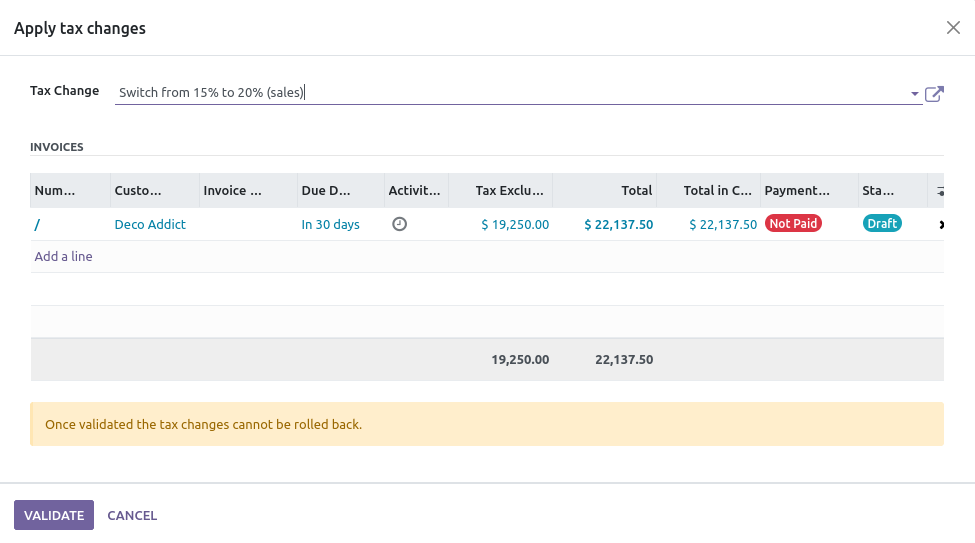 Apply tax changes
Tax Change Switch from 15% to 20% (sales)
INVOICES
Num... Custo... Invoice ... Due D... Activit... Tax Exclu... Total Total in C... Payment... Sta...
/ Deco Addict In 30 days $ 19,250.00 $ 22,137.50 $ 22,137.50 Not Paid Draft
Add a line
19,250.00 22,137.50
Once validated the tax changes cannot be rolled back.
VALIDATE CANCEL